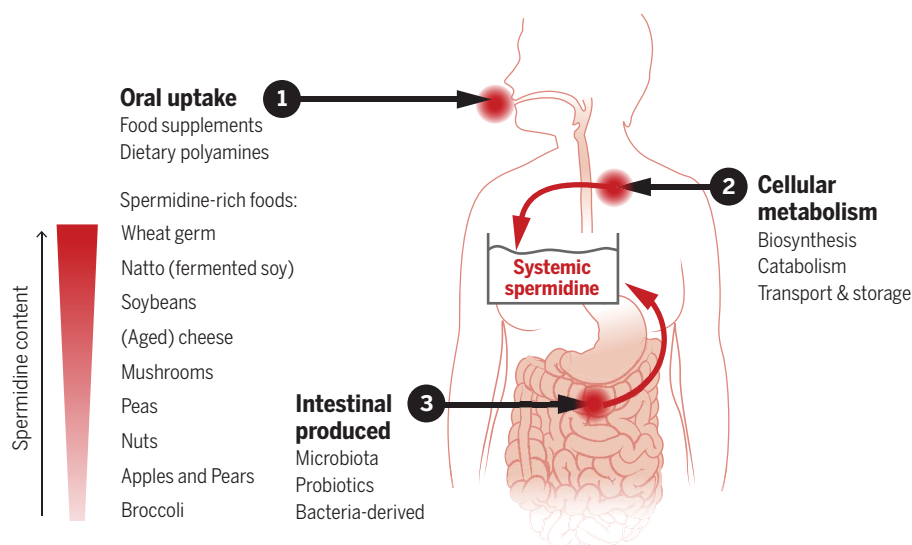 Oral uptake
1
Food supplements
Dietary polyamines
Spermidine-rich foods:
Wheat germ
Natto (fermented soy)
Soybeans
(Aged) cheese
Mushrooms
Peas
Nuts
Apples and Pears
Broccoli
Spermidine content
2
Cellular
metabolism
Biosynthesis
Catabolism
Transport & storage
Systemic
spermidine
3
Intestinal
produced
Microbiota
Probiotics
Bacteria-derived